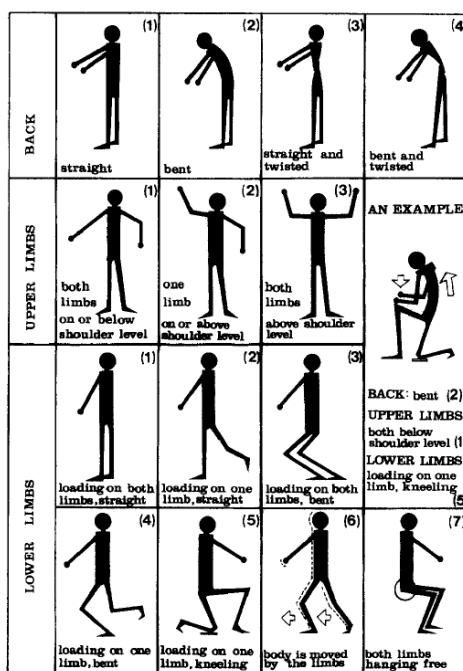 BACK
(1)
straight
(2)
bent
(3)
straight and
twisted
(4
bent and
twisted
UPPER LIMBS
(1)
both
limbs
on or below
shoulder level
(2)
one
limb
on or above
shoulder level
(3)
both
limbs
above shoulder
level
AN EXAMPLE
BACK: bent (2)
UPPER LIMBS
both below
shoulder level (1
LOWER LIMBS
loading on one
limb, kneeling
(5
LOWER LIMBS
(1)
loading on both
limbs, straight
(2)
loading on one
limb, straight
(3)
loading on both
limbs, bent
(4)
loading on one
limb, bent
(5)
loading on one
limb, kneeling
(6)
body is moved
by the limbs
(7)
both limbs
hanging free